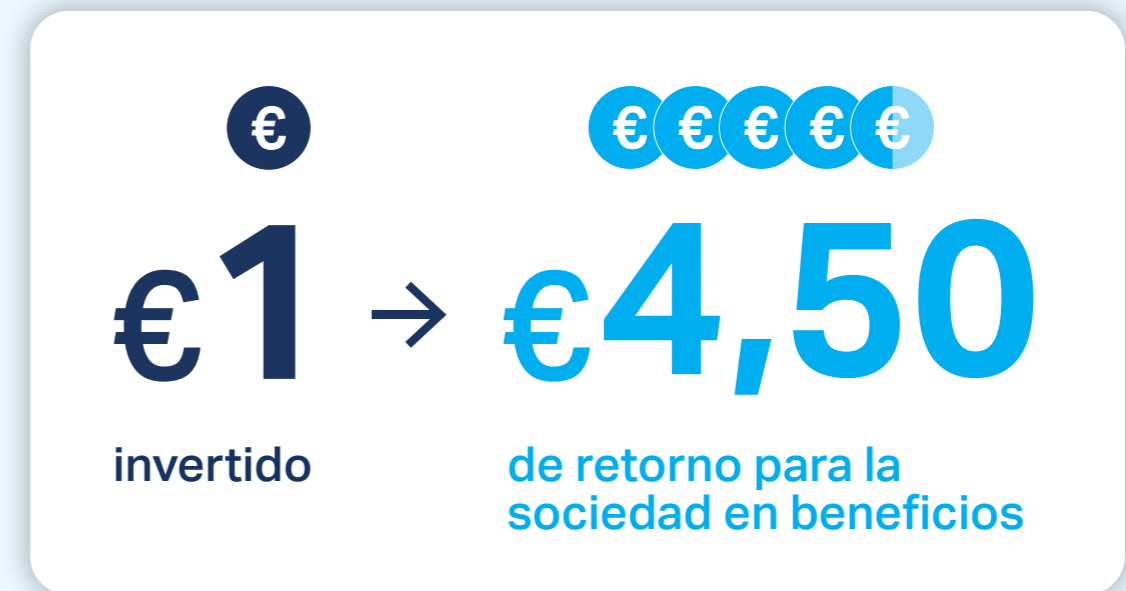 €
€ € € € €
€1 → €4,50
invertido
de retorno para la
sociedad en beneficios